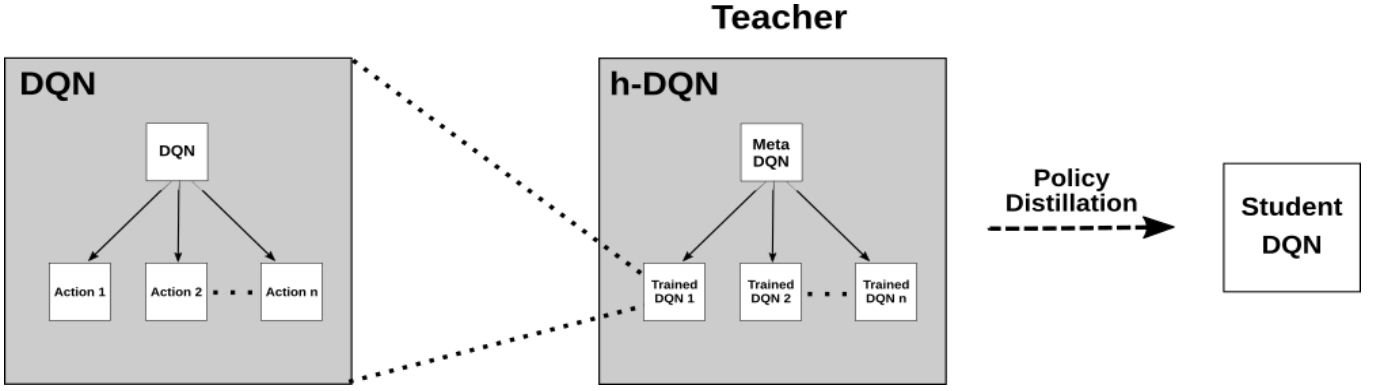 Teacher
DQN
DQN
Action 1
Action 2
Action n
h-DQN
Meta
DQN
Trained
DQN 1
Trained
DQN 2
Trained
DQN n
Policy
Distillation
Student
DQN